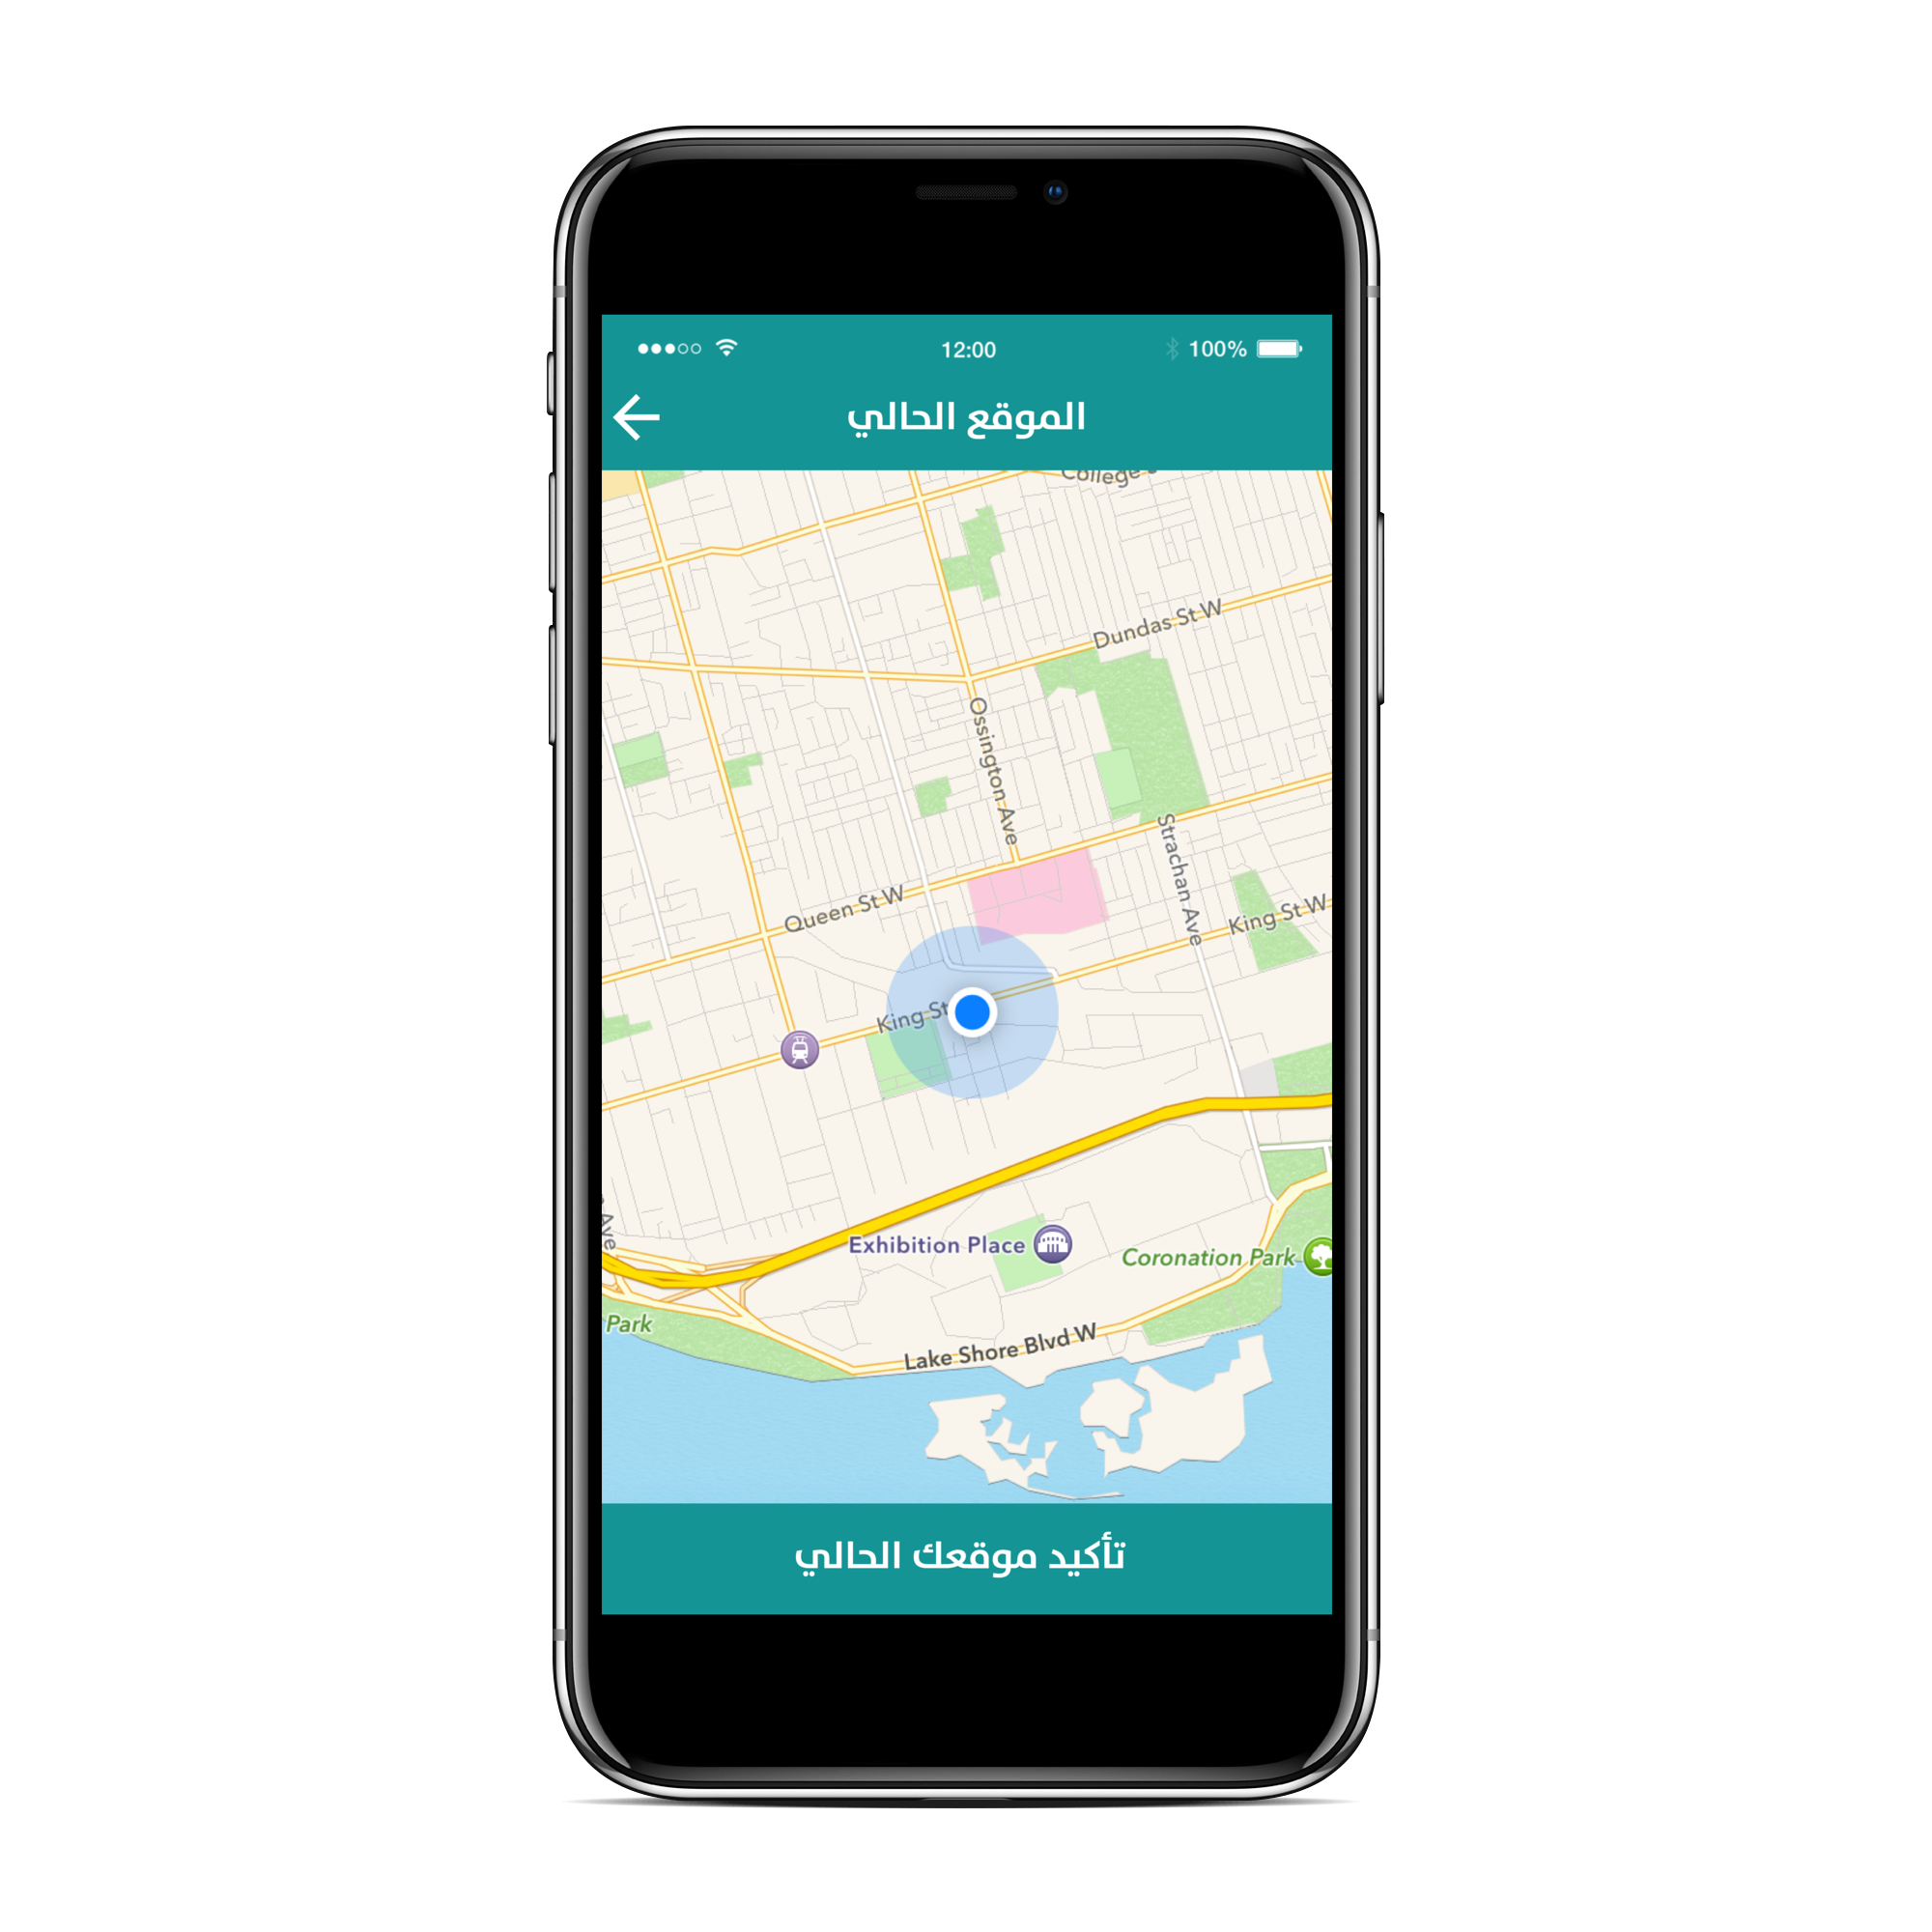 12:00
100%
الموقع الحالي
College
Dundas St W
Ossington Ave
Strachan Ave
Queen St W
King St W
King St
Ave
Exhibition Place
Coronation Park
Park
Lake Shore Blvd W
تأكيد موقعك الحالي